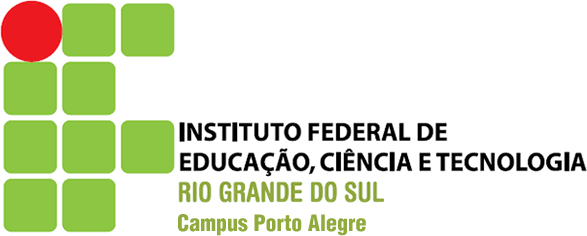 INSTITUTO FEDERAL DE
EDUCAÇÃO, CIÊNCIA E TECNOLOGIA
RIO GRANDE DO SUL
Campus Porto Alegre